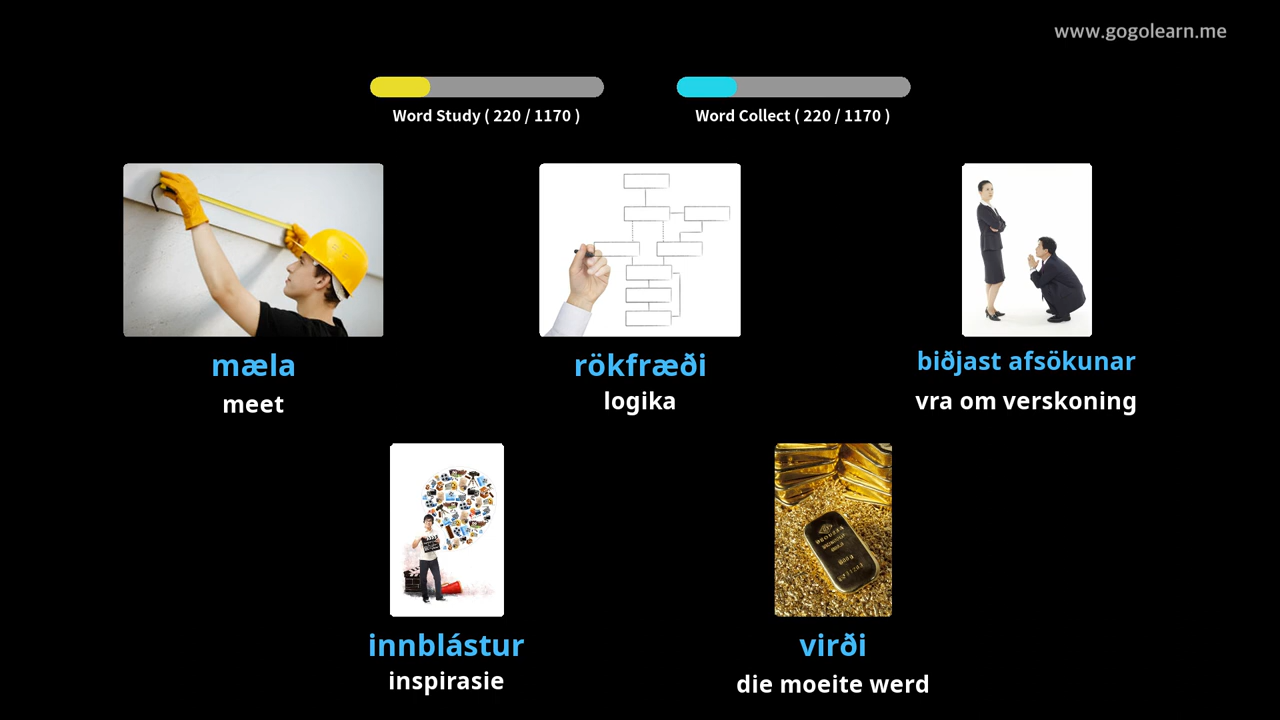 www.gogolearn.me
Word Study ( 220 / 1170 )
Word Collect ( 220 / 1170 )
mæla
meet
rökfræði
logika
biðjast afsökunar
vra om verskoning
innblástur
inspirasie
virði
die moeite werd